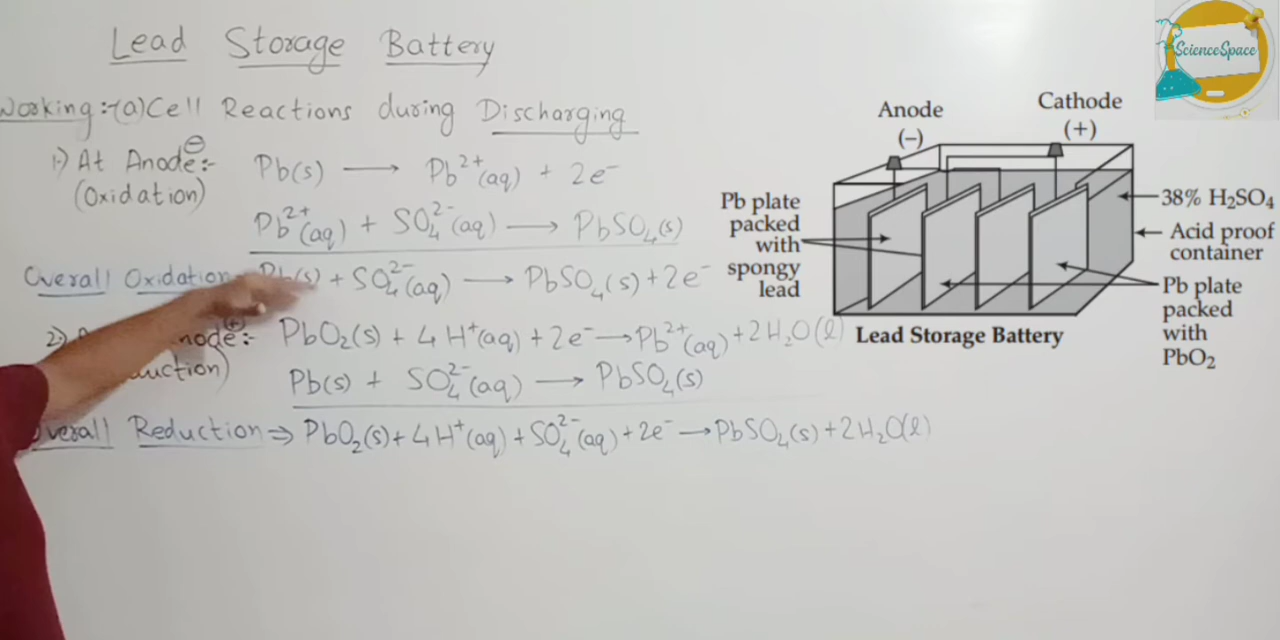 Lead Storage Battery
Working:-(a)Cell Reactions during Discharging
1·) At Anode⊖:- Pb(s) ⟶ Pb²⁺(aq) + 2e⁻
(Oxidation)
Pb²⁺(aq) + SO₄²⁻(aq) ⟶ PbSO₄(s)
Overall Oxidation Pb(s) + SO₄²⁻(aq) ⟶ PbSO₄(s) + 2e⁻
2·) node⊕:- PbO₂(s) + 4H⁺(aq) + 2e⁻ ⟶ Pb²⁺(aq) + 2H₂O(l)
uction) Pb(s) + SO₄²⁻(aq) ⟶ PbSO₄(s)
Overall Reduction ⇒ PbO₂(s) + 4H⁺(aq) + SO₄²⁻(aq) + 2e⁻ ⟶ PbSO₄(s) + 2H₂O(l)
ScienceSpace
Anode
(−)
Cathode
(+)
Pb plate
packed
with
spongy
lead
38% H₂SO₄
Acid proof
container
Pb plate
packed
with
PbO₂
Lead Storage Battery